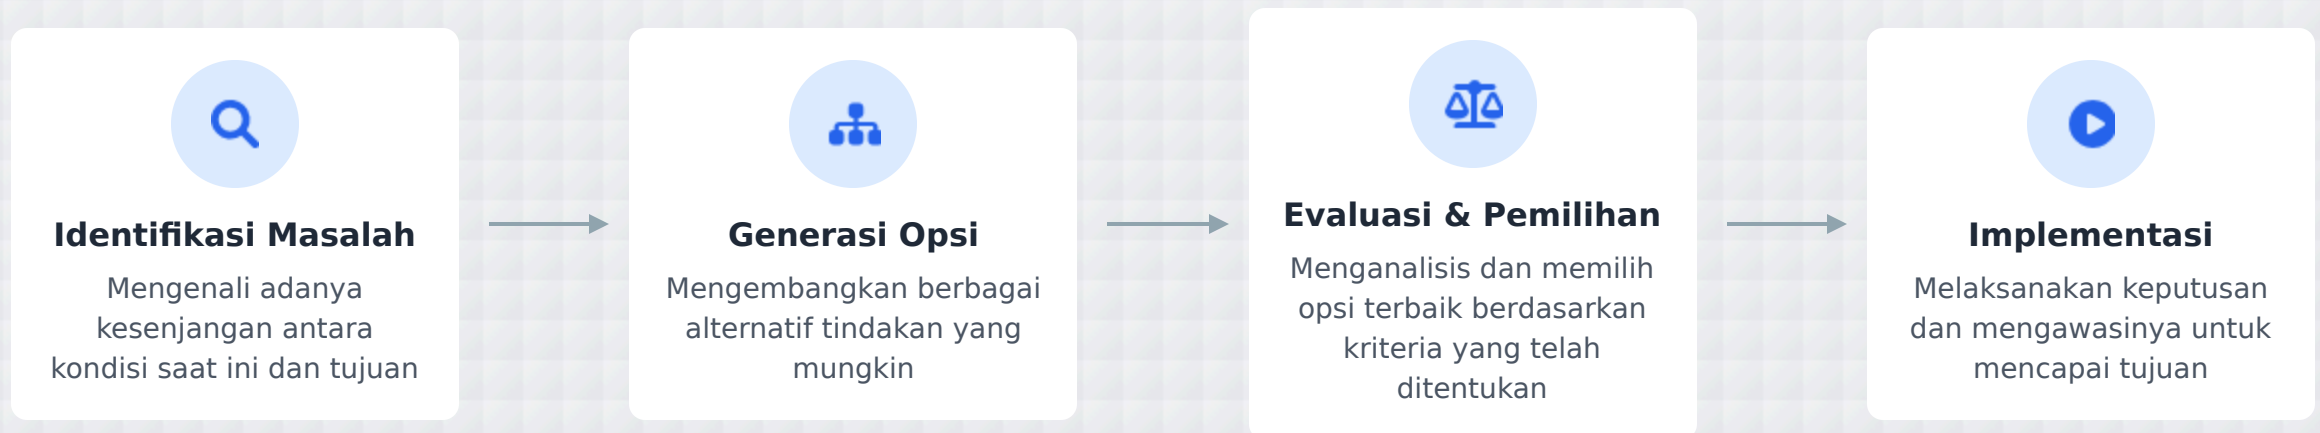 Identifikasi Masalah
Mengenali adanya
kesenjangan antara
kondisi saat ini dan tujuan
Generasi Opsi
Mengembangkan berbagai
alternatif tindakan yang
mungkin
Evaluasi & Pemilihan
Menganalisis dan memilih
opsi terbaik berdasarkan
kriteria yang telah
ditentukan
Implementasi
Melaksanakan keputusan
dan mengawasinya untuk
mencapai tujuan